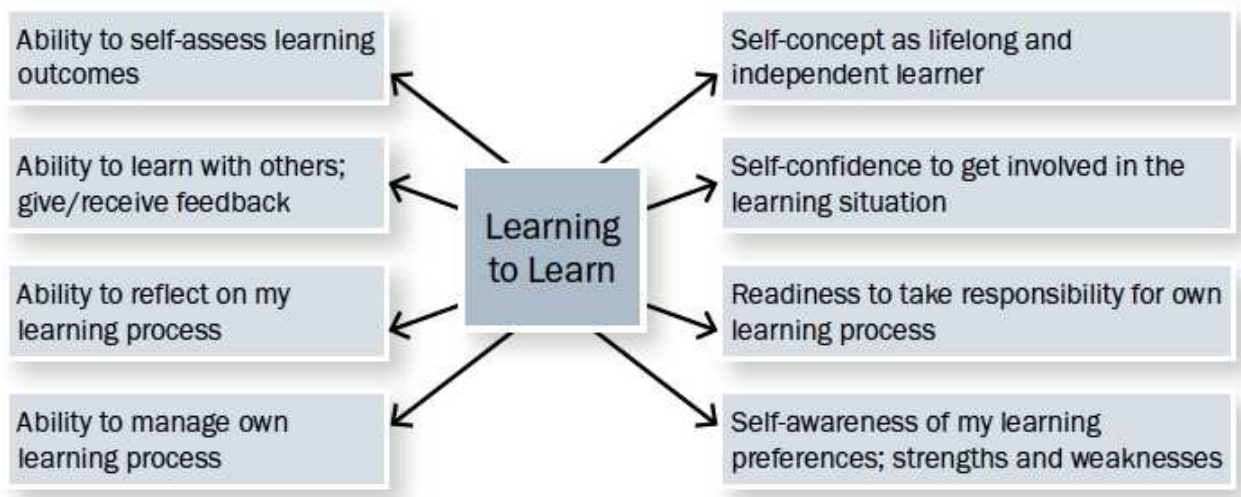 Ability to self-assess learning
outcomes
Ability to learn with others;
give/receive feedback
Ability to reflect on my
learning process
Ability to manage own
learning process
Learning
to Learn
Self-concept as lifelong and
independent learner
Self-confidence to get involved in the
learning situation
Readiness to take responsibility for own
learning process
Self-awareness of my learning
preferences; strengths and weaknesses